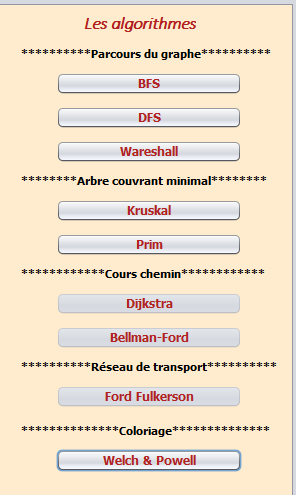 Les algorithmes
**********Parcours du graphe**********
BFS
DFS
Wareshall
********Arbre couvrant minimal********
Kruskal
Prim
************Cours chemin************
Dijkstra
Bellman-Ford
**********Réseau de transport**********
Ford Fulkerson
**************Coloriage**************
Welch & Powell